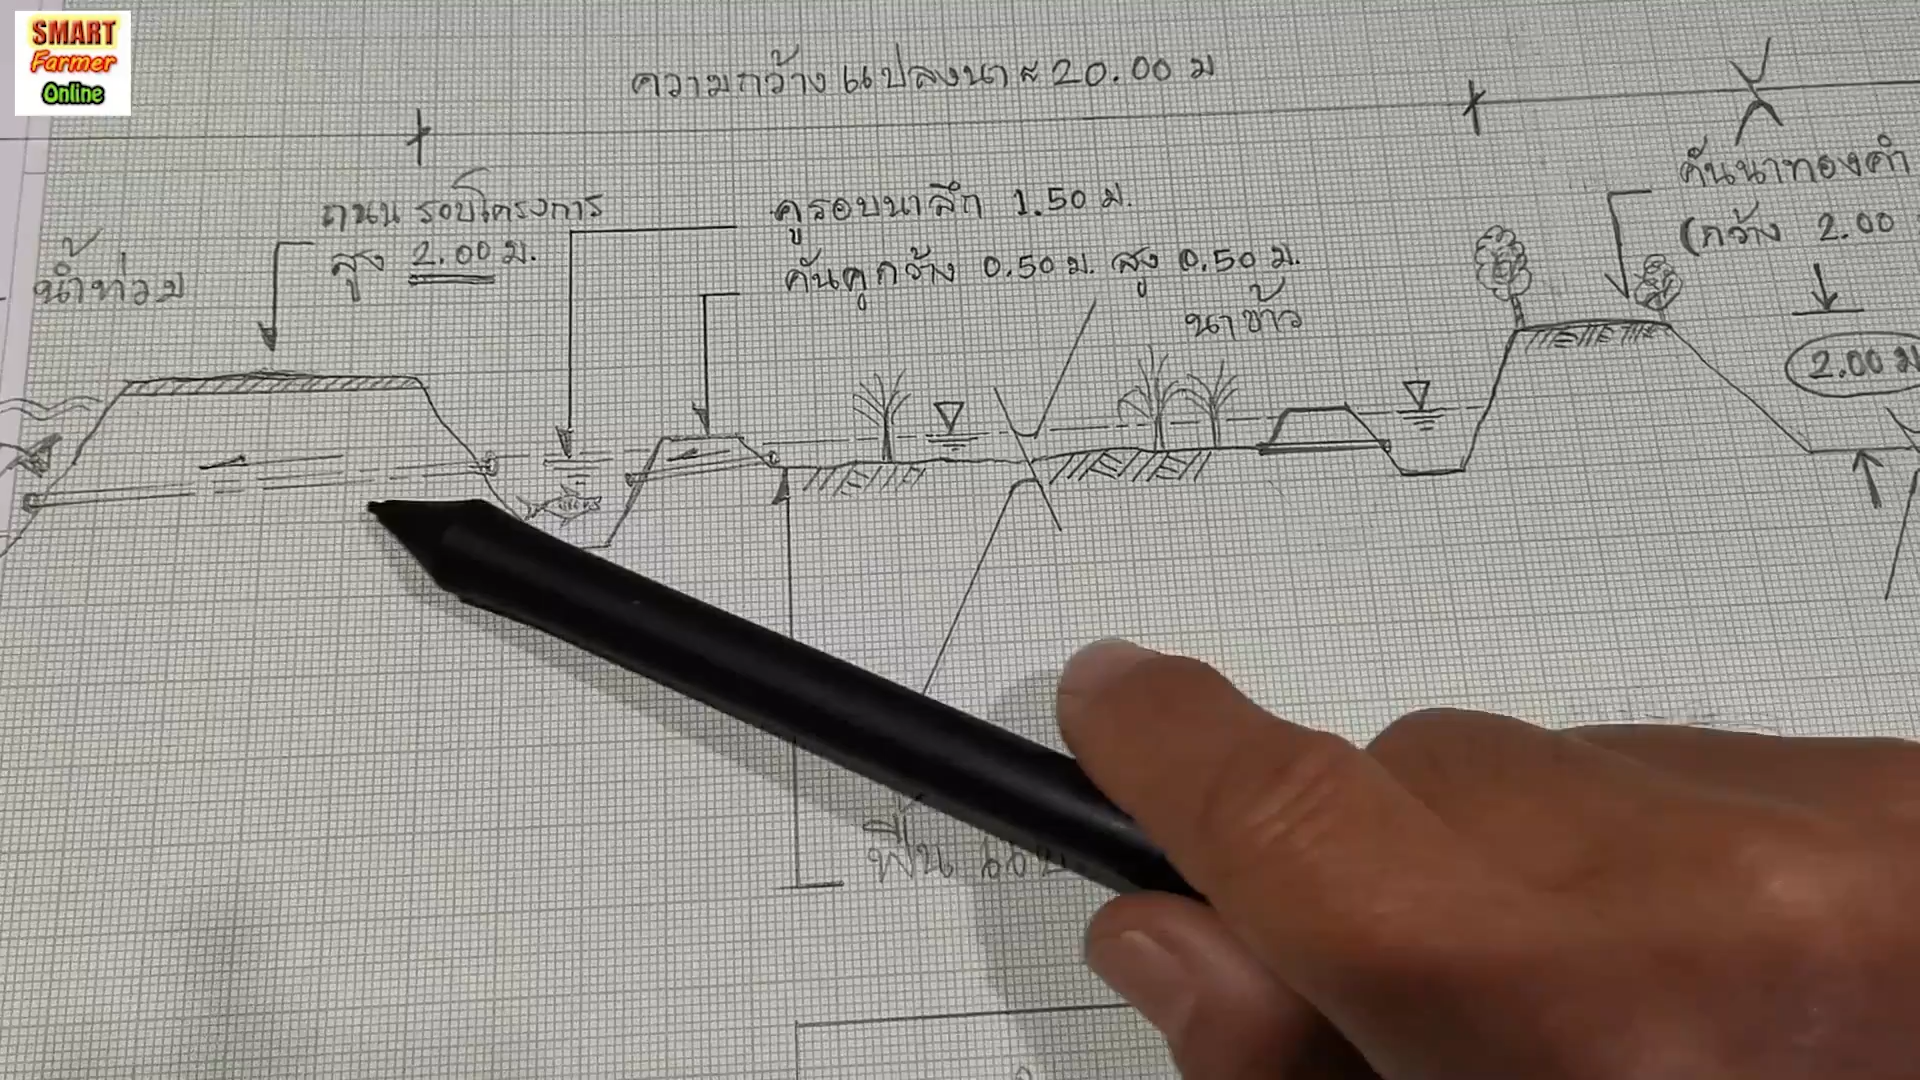 SMART
Farmer
Online
ความกว้างแปลงนา ≈ 20.00 ม
ถนน รอบโครงการ
สูง 2.00 ม.
น้ำท่วม
คูรอบนาลึก 1.50 ม.
คันคูกว้าง 0.50 ม. สูง 0.50 ม.
นาข้าว
คันนาทองคำ
(กว้าง 2.00
2.00 ม